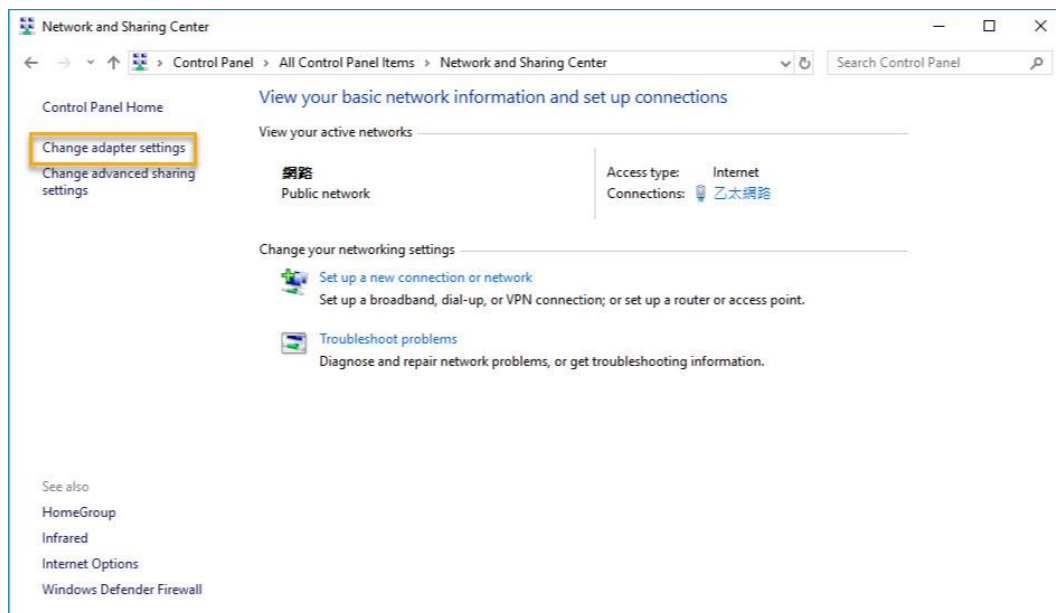 Network and Sharing Center
Control Panel > All Control Panel Items > Network and Sharing Center
Search Control Panel
Control Panel Home
Change adapter settings
Change advanced sharing
settings
View your basic network information and set up connections
View your active networks
網路
Public network
Access type: Internet
Connections: 乙太網路
Change your networking settings
Set up a new connection or network
Set up a broadband, dial-up, or VPN connection; or set up a router or access point.
Troubleshoot problems
Diagnose and repair network problems, or get troubleshooting information.
See also
HomeGroup
Infrared
Internet Options
Windows Defender Firewall